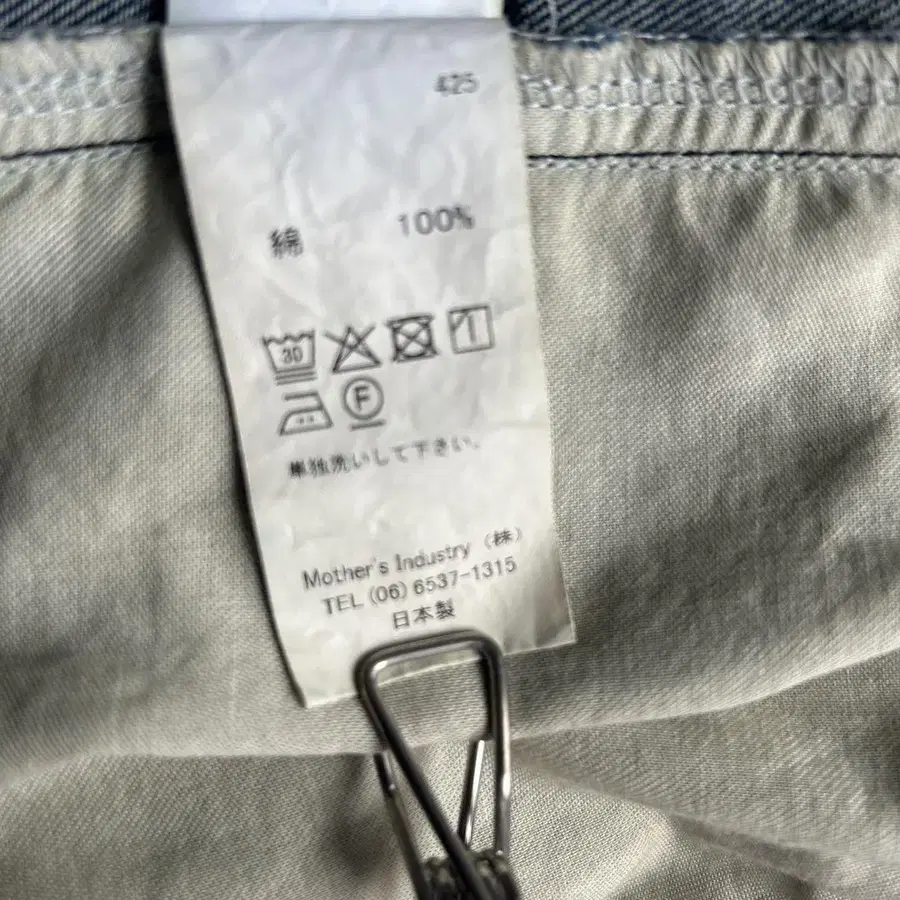 425
綿 100%
30
F
単独洗いして下さい。
Mother's Industry (株)
TEL (06) 6537-1315
日本製